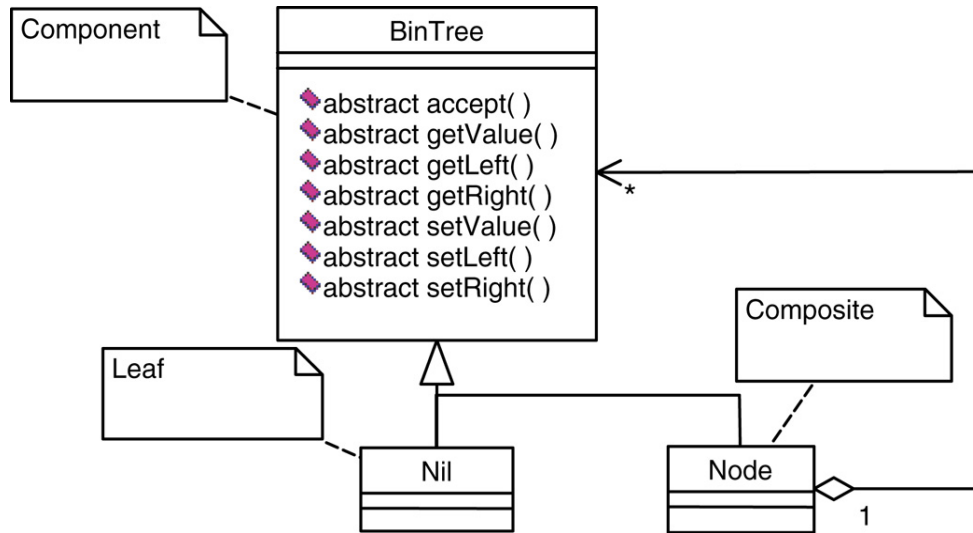 Component
BinTree
abstract accept( )
abstract getValue( )
abstract getLeft( )
abstract getRight( )
abstract setValue( )
abstract setLeft( )
abstract setRight( )
*
Composite
Leaf
Nil
Node
1